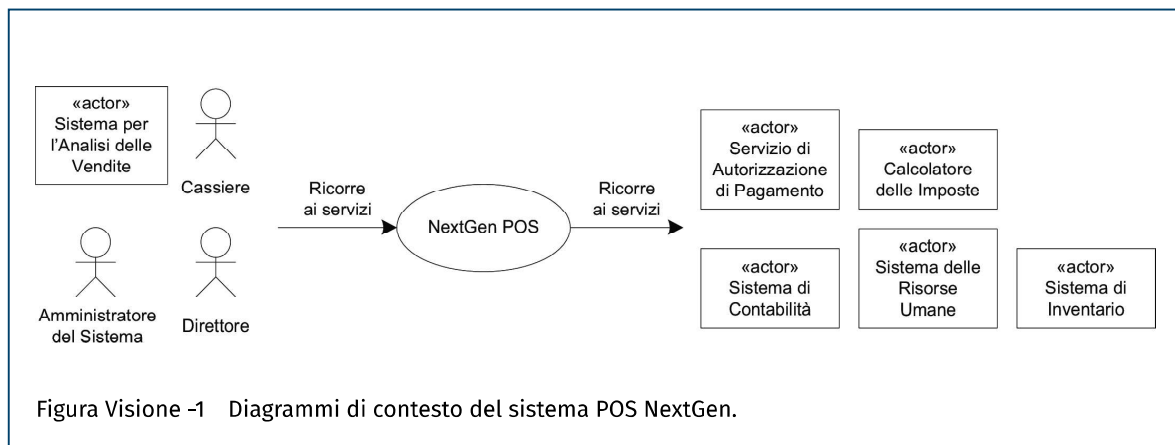 «actor»
Sistema per
l'Analisi delle
Vendite
Cassiere
Amministratore
del Sistema
Direttore
Ricorre
ai servizi
NextGen POS
Ricorre
ai servizi
«actor»
Servizio di
Autorizzazione
di Pagamento
«actor»
Calcolatore
delle Imposte
«actor»
Sistema di
Contabilità
«actor»
Sistema delle
Risorse
Umane
«actor»
Sistema di
Inventario
Figura Visione -1 Diagrammi di contesto del sistema POS NextGen.